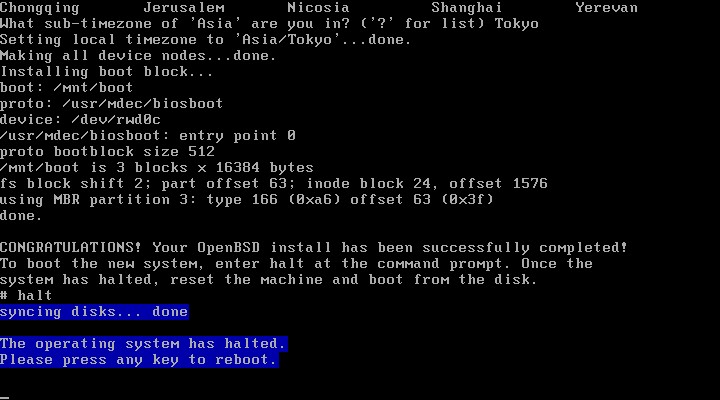 Chongqing Jerusalem Nicosia Shanghai Yerevan
What sub-timezone of 'Asia' are you in? ('?' for list) Tokyo
Setting local timezone to 'Asia/Tokyo'...done.
Making all device nodes...done.
Installing boot block...
boot: /mnt/boot
proto: /usr/mdec/biosboot
device: /dev/rwd0c
/usr/mdec/biosboot: entry point 0
proto bootblock size 512
/mnt/boot is 3 blocks x 16384 bytes
fs block shift 2; part offset 63; inode block 24, offset 1576
using MBR partition 3: type 166 (0xa6) offset 63 (0x3f)
done.
CONGRATULATIONS! Your OpenBSD install has been successfully completed!
To boot the new system, enter halt at the command prompt. Once the
system has halted, reset the machine and boot from the disk.
# halt
syncing disks... done
The operating system has halted.
Please press any key to reboot.